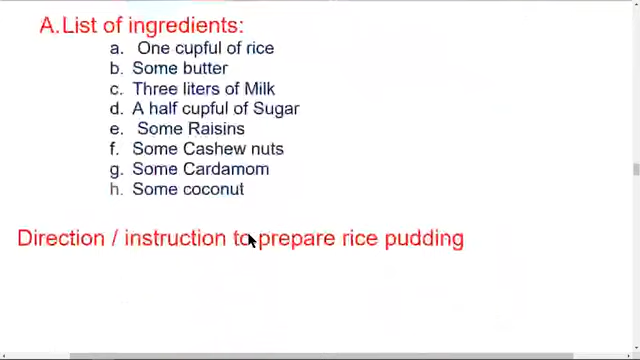 A.List of ingredients:
a. One cupful of rice
b. Some butter
c. Three liters of Milk
d. A half cupful of Sugar
e. Some Raisins
f. Some Cashew nuts
g. Some Cardamom
h. Some coconut
Direction / instruction to prepare rice pudding